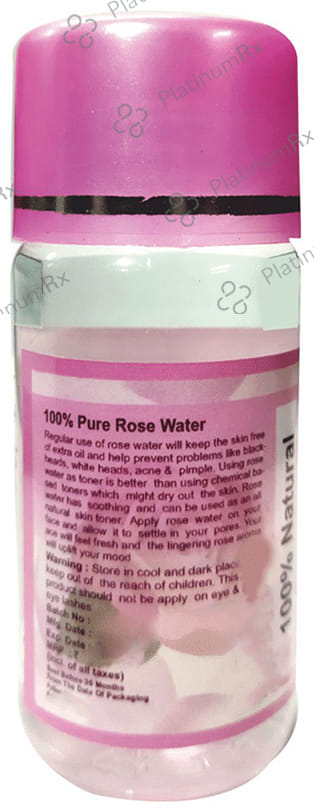 100% Pure Rose Water
Regular use of rose water will keep the skin free
of extra oil and help prevent problems like black-
heads, white heads, acne & pimple. Using rose
water as toner is better than using chemical ba-
sed toners which might dry out the skin. Rose
water has soothing and can be used as an all
natural skin toner. Apply rose water on your
face and allow it to settle in your pores. Your
ace will feel fresh and the lingering rose aroma
will uplift your mood
Warning : Store in cool and dark place
keep out of the reach of children. This
product should not be apply on eye &
eye lashes
Batch No :
Mfg. Date :
Exp. Date :
MRP : ₹
(incl. of all taxes)
Best Before 36 Months
From The Date Of Packaging
100% Natural
PlatinumRx
PlatinumRx
PlatinumRx
PlatinumRx